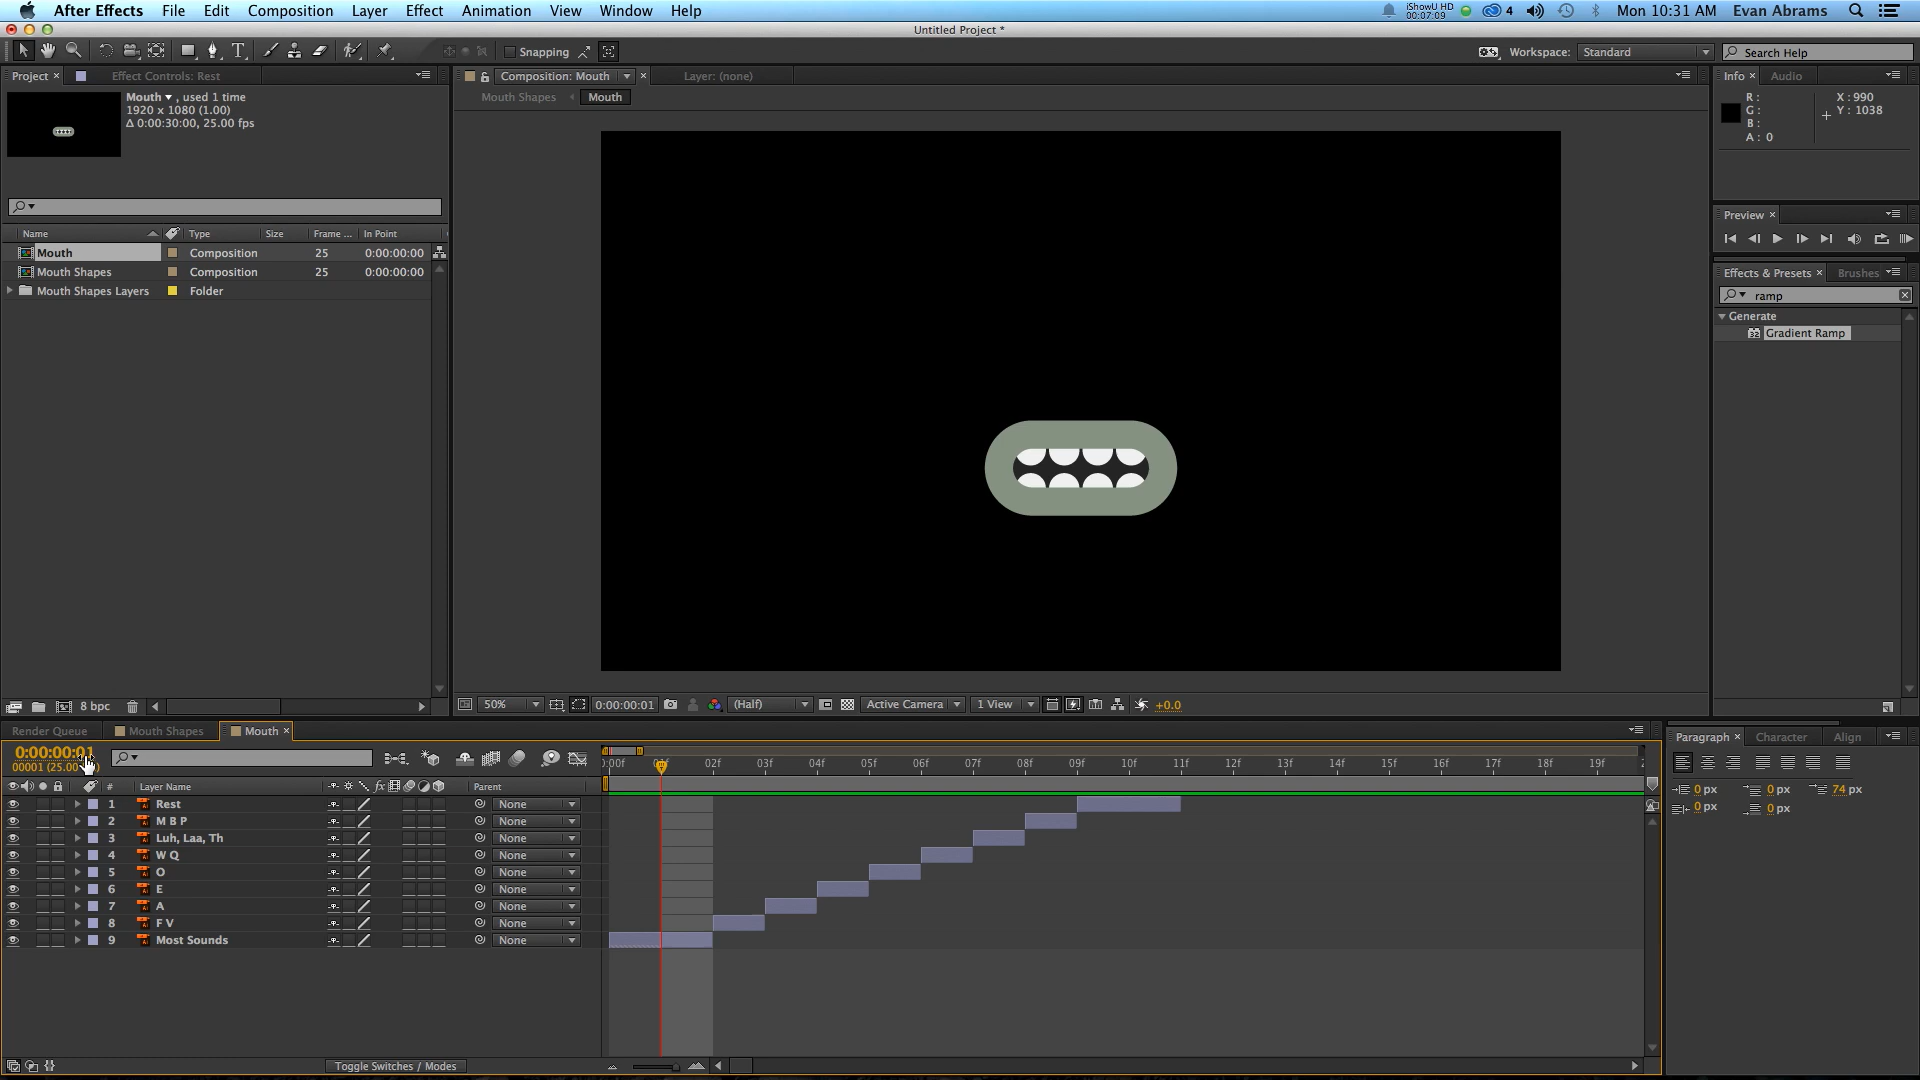 After Effects File Edit Composition Layer Effect Animation View Window Help iShowU HD 00:07:09 4 Mon 10:31 AM Evan Abrams
Untitled Project *
T Snapping Workspace: Standard Search Help
Project × Effect Controls: Rest Composition: Mouth × Layer: (none) Info × Audio
Mouth ▾ , used 1 time
1920 x 1080 (1.00)
Δ 0:00:30:00, 25.00 fps
Mouth Shapes Mouth
R :
G :
B :
A : 0
X : 990
Y : 1038
Preview ×
Name Type Size Frame ... In Point
Mouth Composition 25 0:00:00:00
Mouth Shapes Composition 25 0:00:00:00
Mouth Shapes Layers Folder
Effects & Presets × Brushes
ramp
Generate
32 Gradient Ramp
8 bpc
50% 0:00:00:01 (Half) Active Camera 1 View +0.0
Render Queue Mouth Shapes Mouth ×
0:00:00:01
00001 (25.00
:00f 02f 03f 04f 05f 06f 07f 08f 09f 10f 11f 12f 13f 14f 15f 16f 17f 18f 19f
# Layer Name fx Parent
1 Rest None
2 M B P None
3 Luh, Laa, Th None
4 W Q None
5 O None
6 E None
7 A None
8 F V None
9 Most Sounds None
Toggle Switches / Modes
Paragraph × Character Align
0 px 0 px 74 px
0 px 0 px